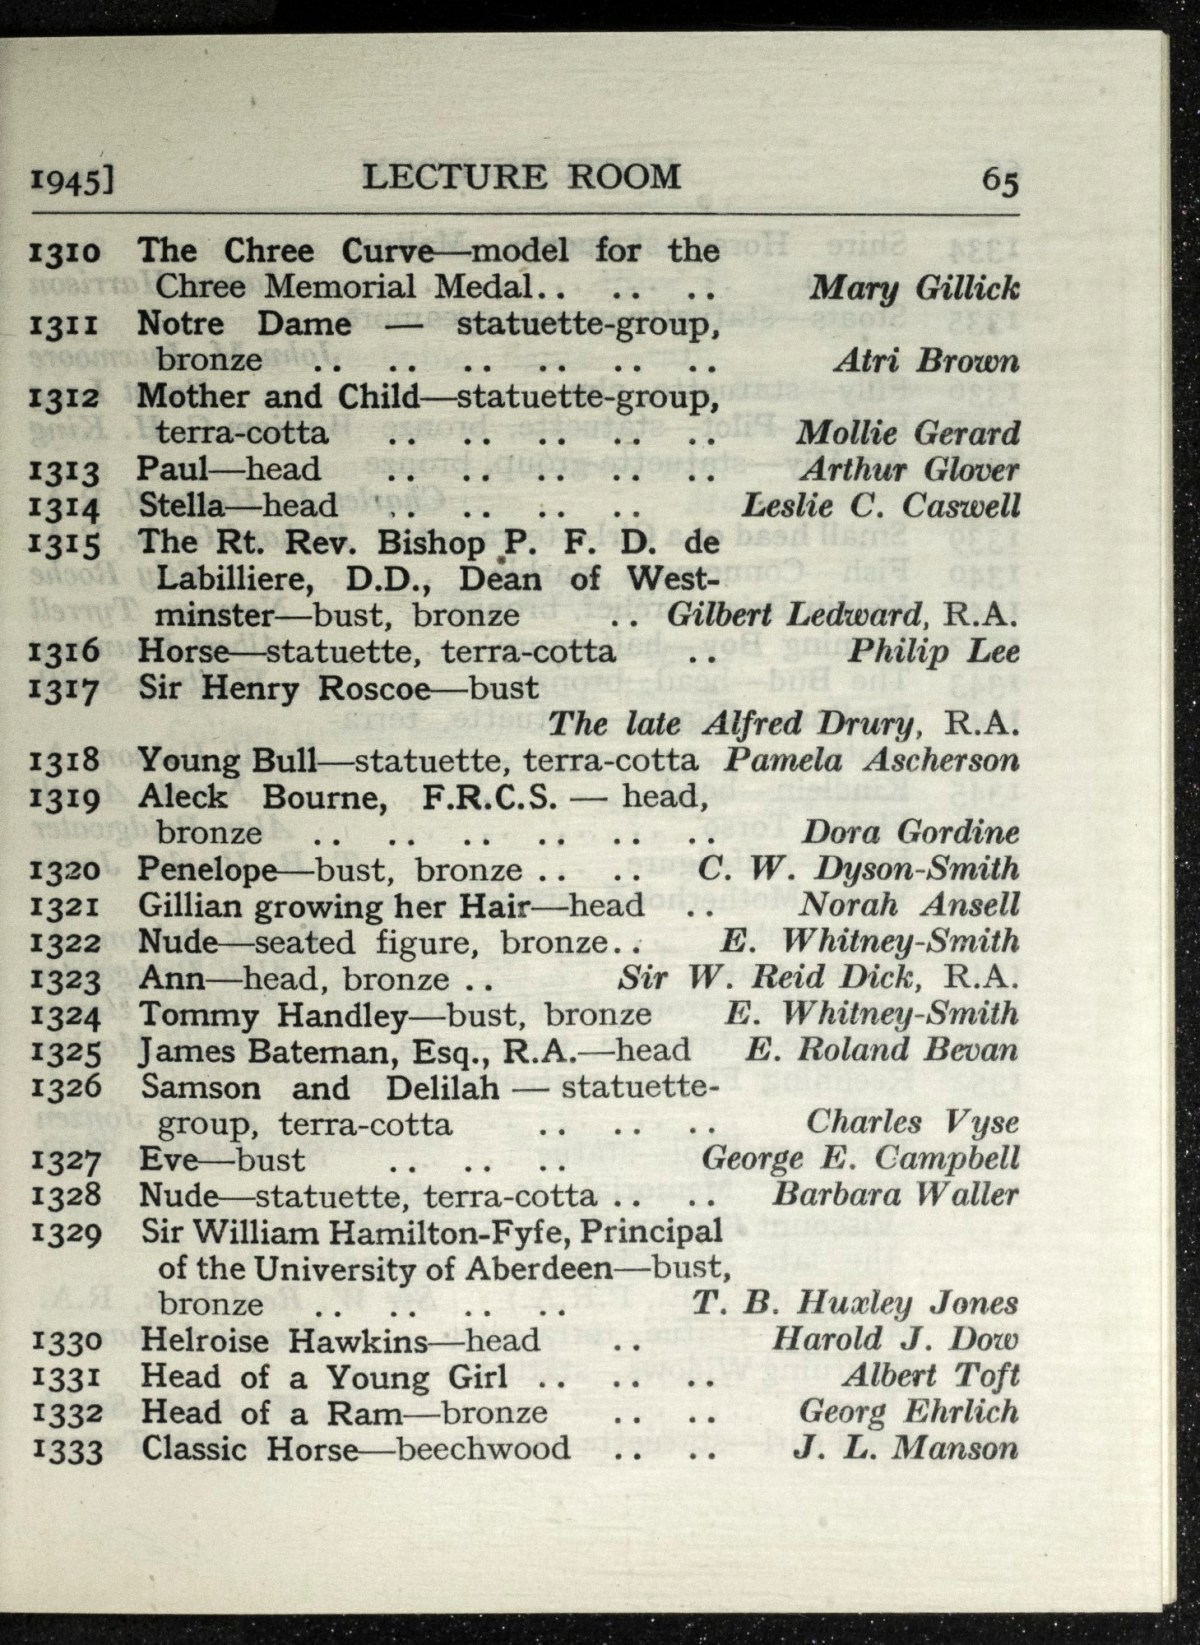 1945] LECTURE ROOM 65
1310 The Chree Curve—model for the
Chree Memorial Medal.. .. .. Mary Gillick
1311 Notre Dame — statuette-group,
bronze .. .. .. .. .. .. Atri Brown
1312 Mother and Child—statuette-group,
terra-cotta .. .. .. .. .. Mollie Gerard
1313 Paul—head .. .. .. .. .. Arthur Glover
1314 Stella—head .. .. .. .. Leslie C. Caswell
1315 The Rt. Rev. Bishop P. F. D. de
Labilliere, D.D., Dean of West-
minster—bust, bronze .. Gilbert Ledward, R.A.
1316 Horse—statuette, terra-cotta .. Philip Lee
1317 Sir Henry Roscoe—bust
The late Alfred Drury, R.A.
1318 Young Bull—statuette, terra-cotta Pamela Ascherson
1319 Aleck Bourne, F.R.C.S. — head,
bronze .. .. .. .. .. .. Dora Gordine
1320 Penelope—bust, bronze .. .. C. W. Dyson-Smith
1321 Gillian growing her Hair—head .. Norah Ansell
1322 Nude—seated figure, bronze.. E. Whitney-Smith
1323 Ann—head, bronze .. Sir W. Reid Dick, R.A.
1324 Tommy Handley—bust, bronze E. Whitney-Smith
1325 James Bateman, Esq., R.A.—head E. Roland Bevan
1326 Samson and Delilah — statuette-
group, terra-cotta .. .. .. Charles Vyse
1327 Eve—bust .. .. .. George E. Campbell
1328 Nude—statuette, terra-cotta .. .. Barbara Waller
1329 Sir William Hamilton-Fyfe, Principal
of the University of Aberdeen—bust,
bronze .. .. .. .. T. B. Huxley Jones
1330 Helroise Hawkins—head .. Harold J. Dow
1331 Head of a Young Girl .. .. .. Albert Toft
1332 Head of a Ram—bronze .. .. Georg Ehrlich
1333 Classic Horse—beechwood .. .. J. L. Manson